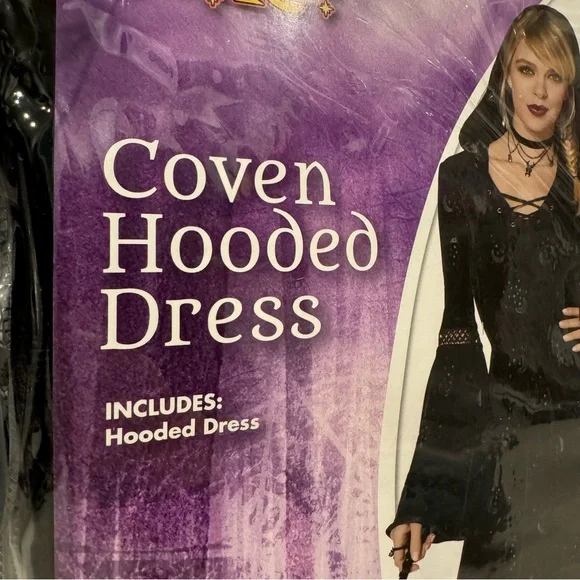 Coven
Hooded
Dress
INCLUDES:
Hooded Dress